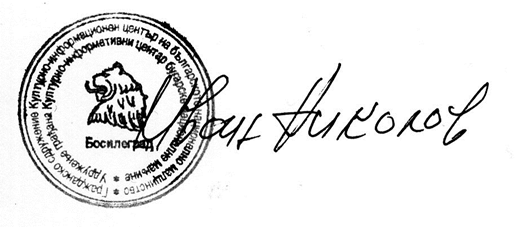 Гражданско сдружение Културно-информационен център на българското национално малцинство
Удружење грађана Културно-информативни центар бугарске националне мањине
Босилеград
Иван Николов